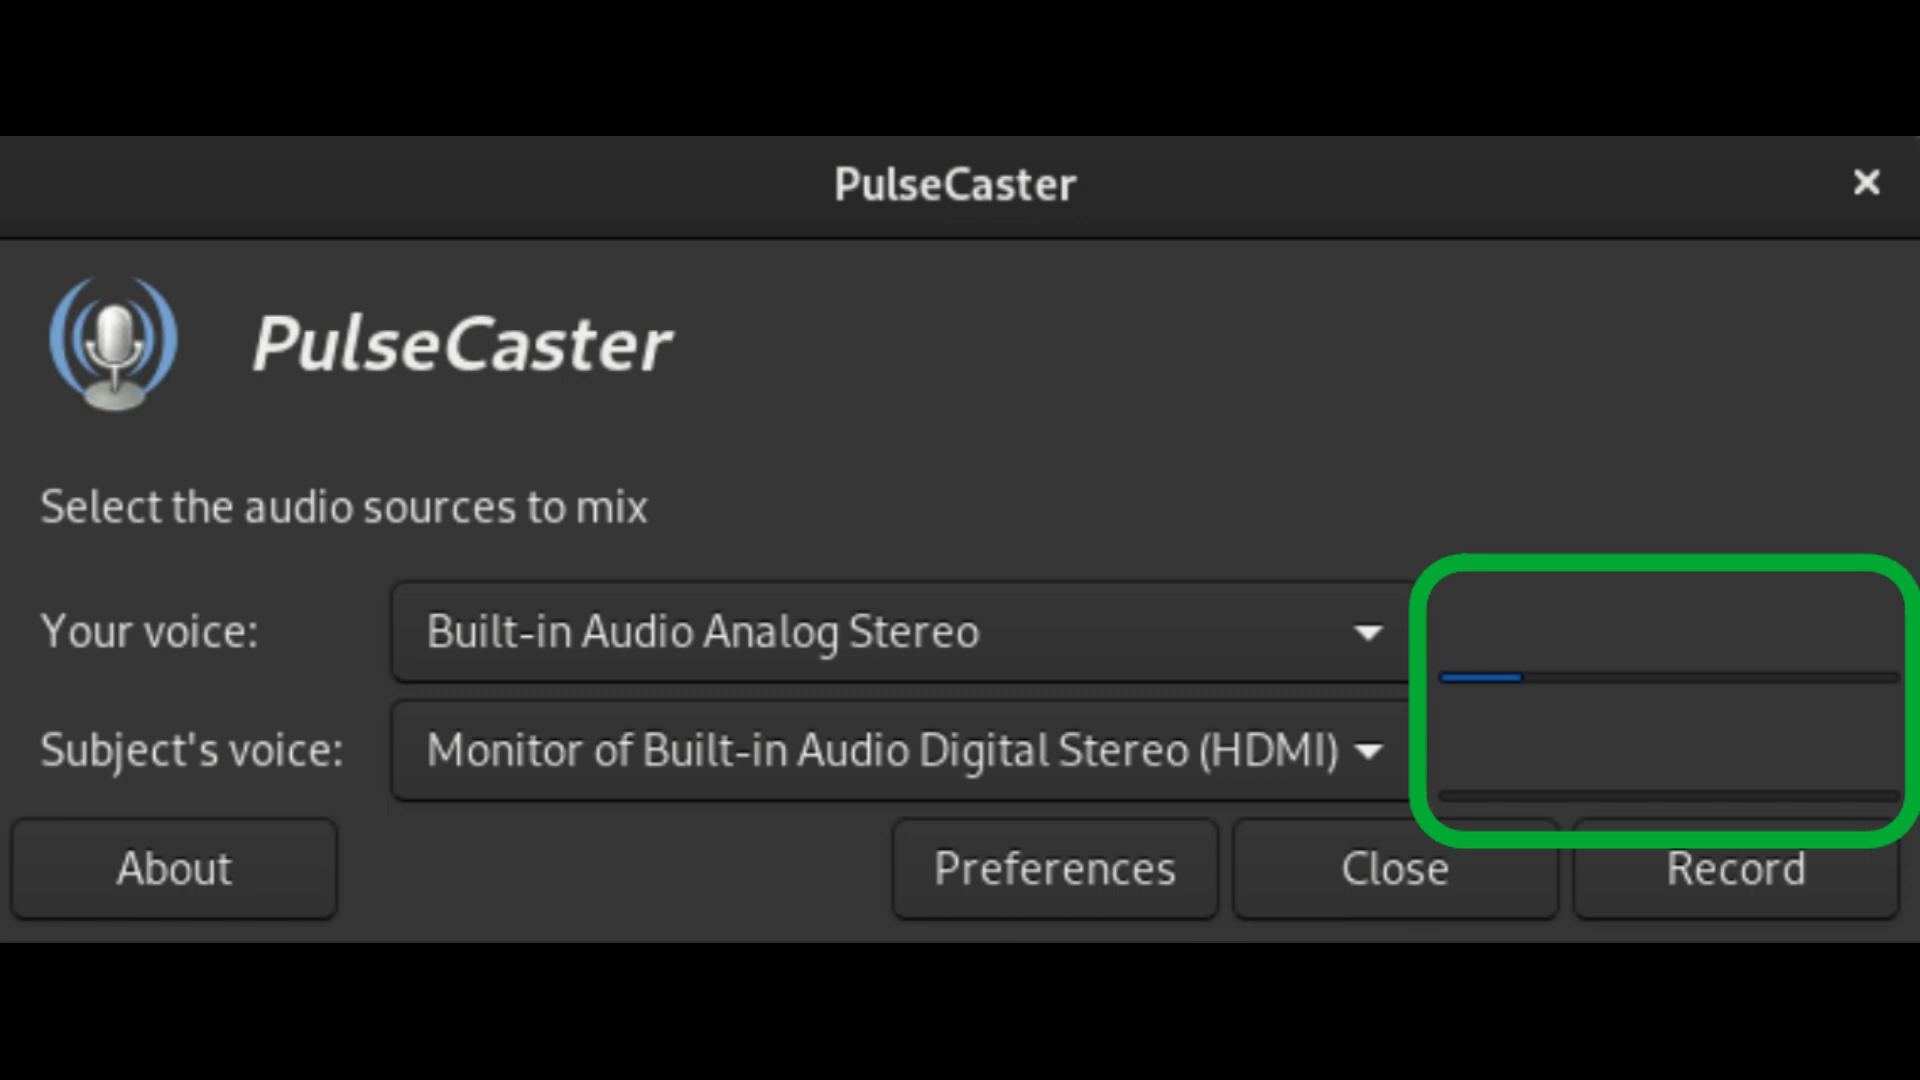 PulseCaster
PulseCaster
Select the audio sources to mix
Your voice:
Built-in Audio Analog Stereo
Subject's voice:
Monitor of Built-in Audio Digital Stereo (HDMI)
About
Preferences
Close
Record